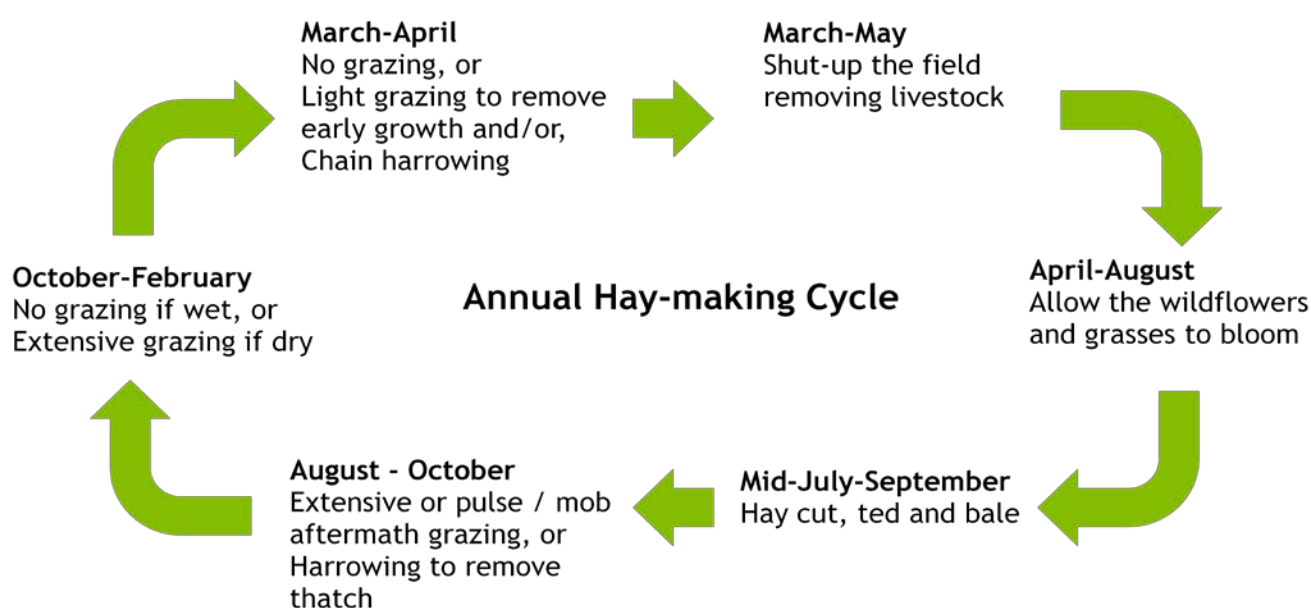 March-April
No grazing, or
Light grazing to remove
early growth and/or,
Chain harrowing
March-May
Shut-up the field
removing livestock
April-August
Allow the wildflowers
and grasses to bloom
Mid-July-September
Hay cut, ted and bale
August - October
Extensive or pulse / mob
aftermath grazing, or
Harrowing to remove
thatch
October-February
No grazing if wet, or
Extensive grazing if dry
Annual Hay-making Cycle